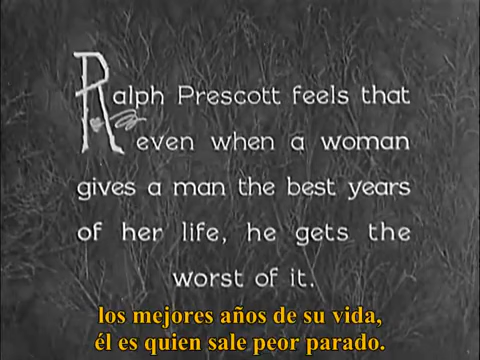 Ralph Prescott feels that
even when a woman
gives a man the best years
of her life, he gets the
worst of it.
los mejores años de su vida,
él es quien sale peor parado.